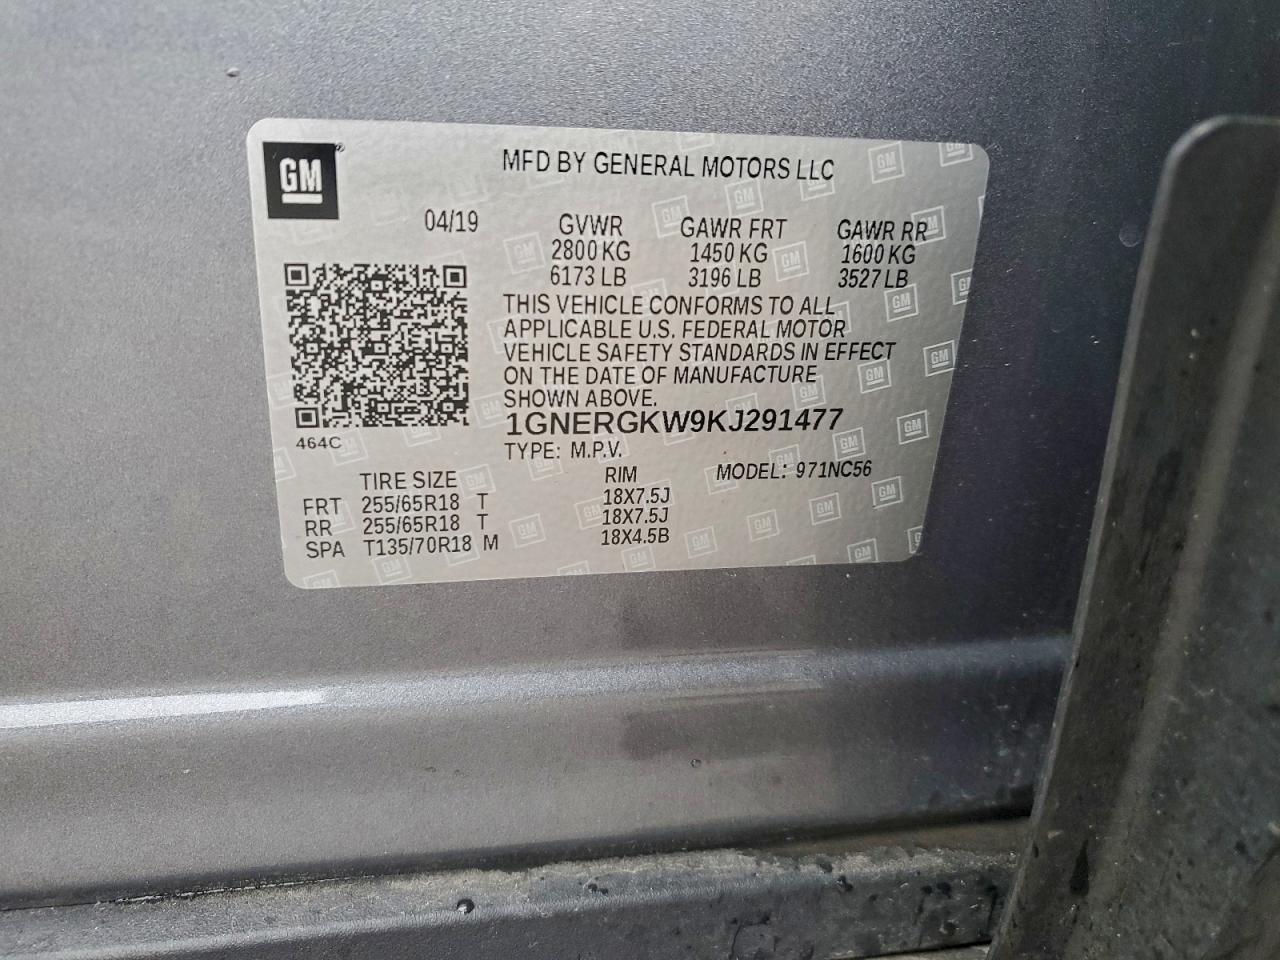 GM
MFD BY GENERAL MOTORS LLC
04/19
GVWR GAWR FRT GAWR RR
2800 KG 1450 KG 1600 KG
6173 LB 3196 LB 3527 LB
THIS VEHICLE CONFORMS TO ALL
APPLICABLE U.S. FEDERAL MOTOR
VEHICLE SAFETY STANDARDS IN EFFECT
ON THE DATE OF MANUFACTURE
SHOWN ABOVE.
1GNERGKW9KJ291477
464C
TYPE: M.P.V.
TIRE SIZE RIM MODEL: 971NC56
FRT 255/65R18 T 18X7.5J
RR 255/65R18 T 18X7.5J
SPA T135/70R18 M 18X4.5B